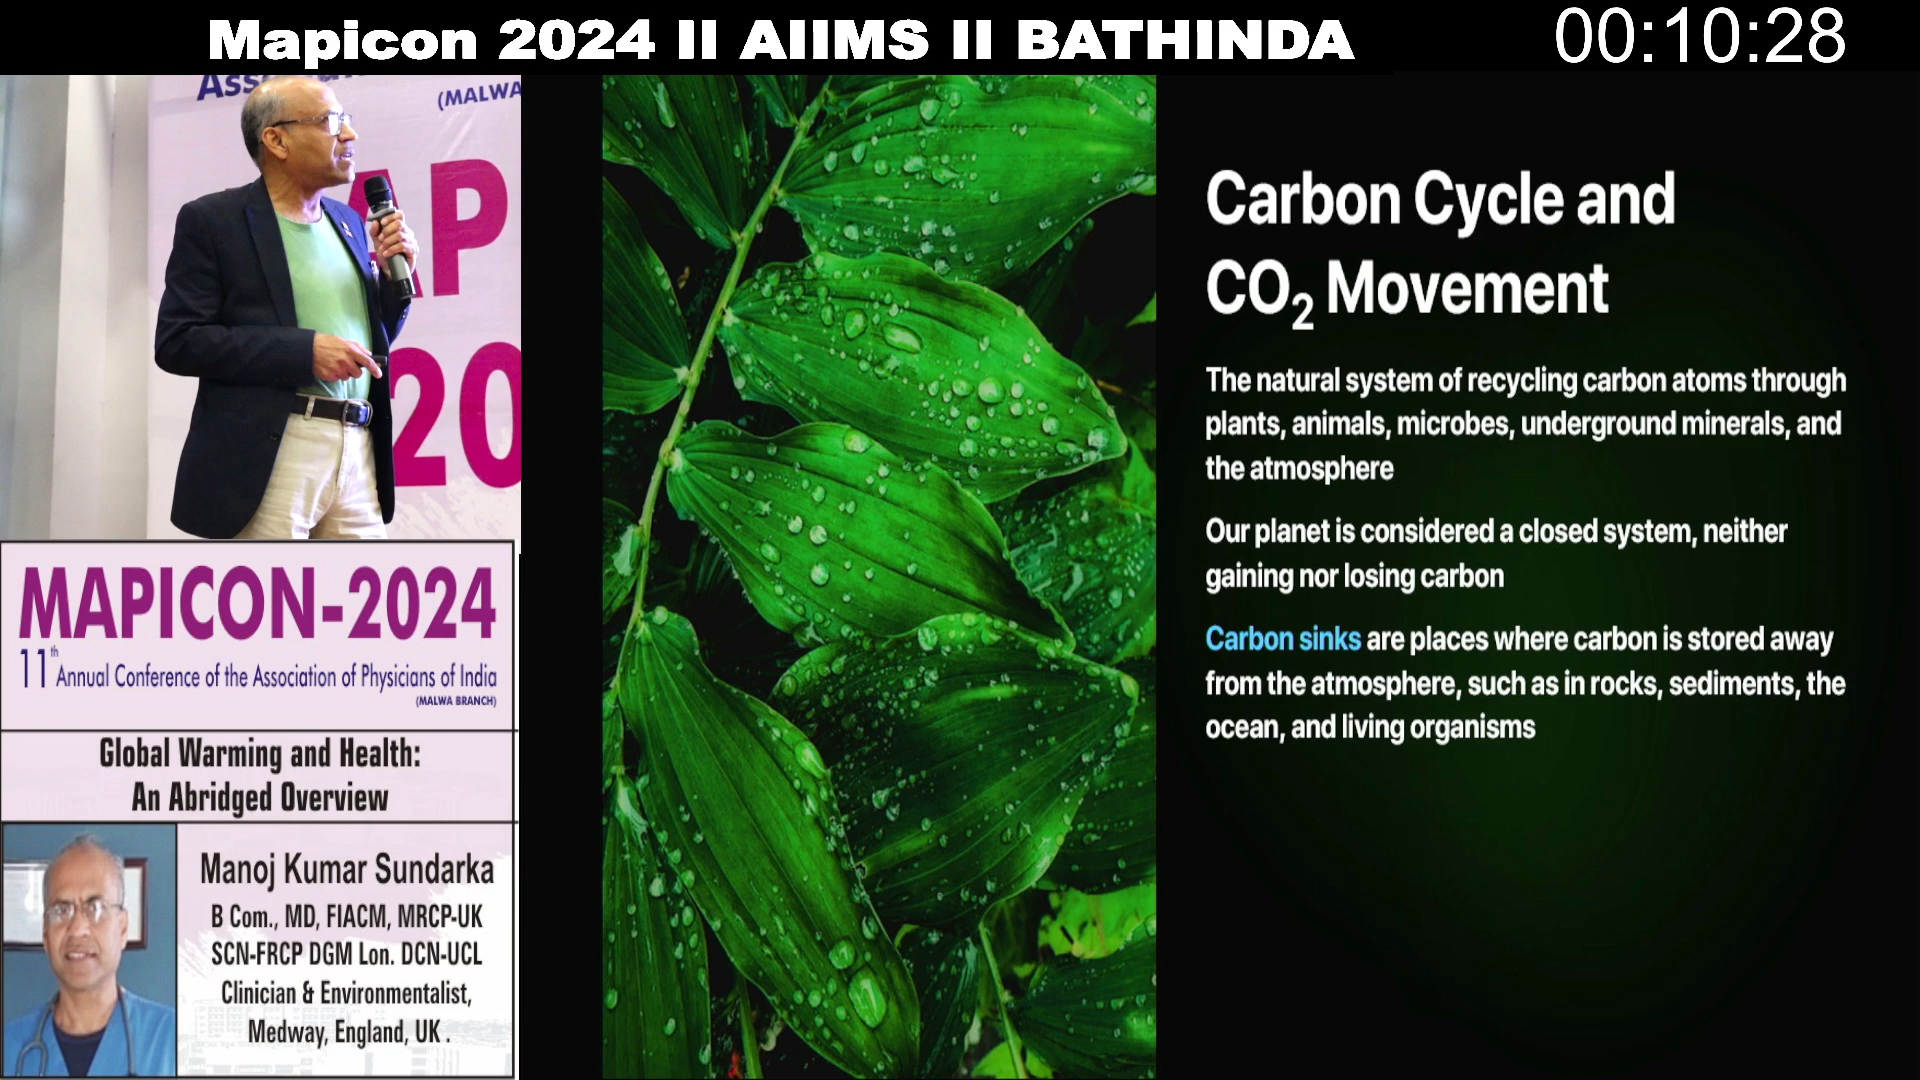 Mapicon 2024 II AIIMS II BATHINDA
00:10:28
(MALWA
AP
20
MAPICON-2024
11th Annual Conference of the Association of Physicians of India
(MALWA BRANCH)
Global Warming and Health:
An Abridged Overview
Manoj Kumar Sundarka
B Com., MD, FIACM, MRCP-UK
SCN-FRCP DGM Lon. DCN-UCL
Clinician & Environmentalist,
Medway, England, UK .
Carbon Cycle and
CO₂ Movement
The natural system of recycling carbon atoms through
plants, animals, microbes, underground minerals, and
the atmosphere
Our planet is considered a closed system, neither
gaining nor losing carbon
Carbon sinks are places where carbon is stored away
from the atmosphere, such as in rocks, sediments, the
ocean, and living organisms